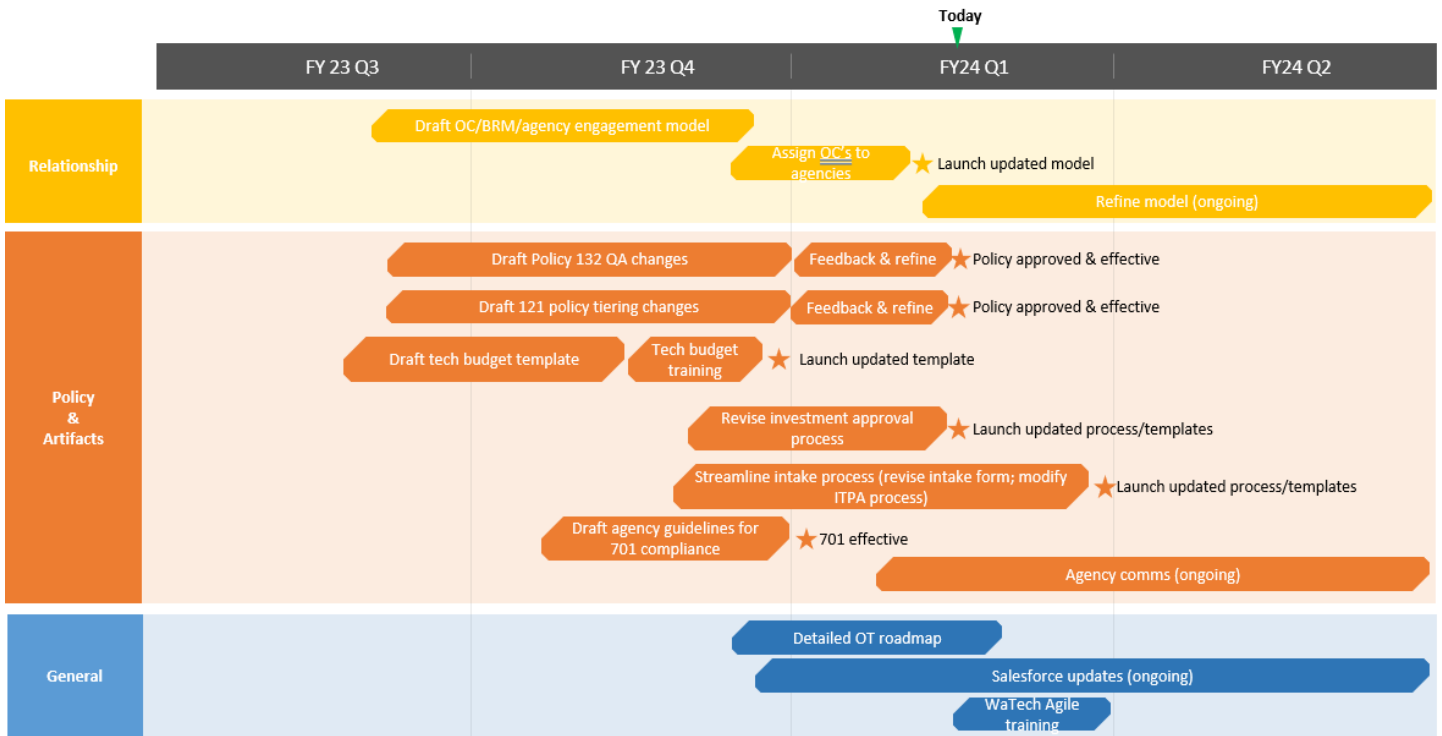 Today
FY 23 Q3
FY 23 Q4
FY24 Q1
FY24 Q2
Relationship
Draft OC/BRM/agency engagement model
Assign OC's to
agencies
Launch updated model
Refine model (ongoing)
Policy
&
Artifacts
Draft Policy 132 QA changes
Feedback & refine
Policy approved & effective
Draft 121 policy tiering changes
Feedback & refine
Policy approved & effective
Draft tech budget template
Tech budget
training
Launch updated template
Revise investment approval
process
Launch updated process/templates
Streamline intake process (revise intake form; modify
ITPA process)
Launch updated process/templates
Draft agency guidelines for
701 compliance
701 effective
Agency comms (ongoing)
General
Detailed OT roadmap
Salesforce updates (ongoing)
WaTech Agile
training